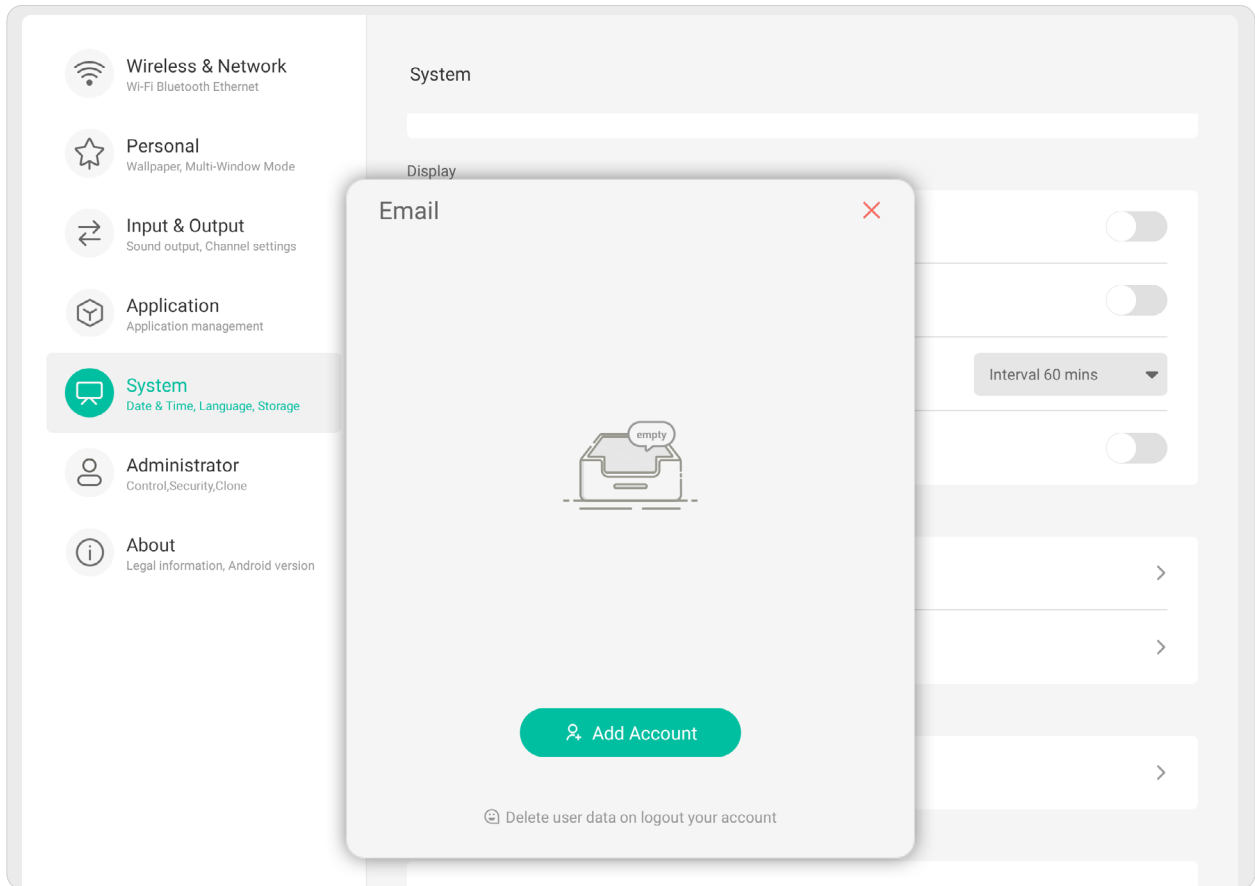 Wireless & Network
Wi-Fi Bluetooth Ethernet
Personal
Wallpaper, Multi-Window Mode
Input & Output
Sound output, Channel settings
Application
Application management
System
Date & Time, Language, Storage
Administrator
Control,Security,Clone
About
Legal information, Android version
System
Display
Interval 60 mins
Email
empty
Add Account
Delete user data on logout your account